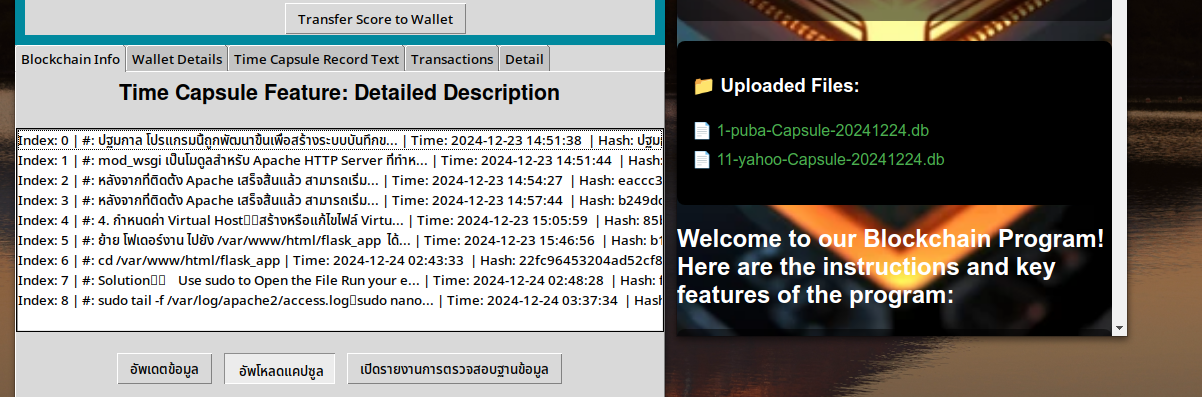 Transfer Score to Wallet
Blockchain Info
Wallet Details
Time Capsule Record Text
Transactions
Detail
Time Capsule Feature: Detailed Description
Index: 0 | #: ปฐมกาล โปรแกรมนี้ถูกพัฒนาขึ้นเพื่อสร้างระบบบันทึกข... | Time: 2024-12-23 14:51:38 | Hash: ปฐม
Index: 1 | #: mod_wsgi เป็นโมดูลสำหรับ Apache HTTP Server ที่ทำห... | Time: 2024-12-23 14:51:44 | Hash:
Index: 2 | #: หลังจากที่ติดตั้ง Apache เสร็จสิ้นแล้ว สามารถเริ่ม... | Time: 2024-12-23 14:54:27 | Hash: eaccc3
Index: 3 | #: หลังจากที่ติดตั้ง Apache เสร็จสิ้นแล้ว สามารถเริ่ม... | Time: 2024-12-23 14:57:44 | Hash: b249dc
Index: 4 | #: 4. กำหนดค่า Virtual Host สร้างหรือแก้ไขไฟล์ Virtu... | Time: 2024-12-23 15:05:59 | Hash: 85
Index: 5 | #: ย้าย โฟเดอร์งาน ไปยัง /var/www/html/flask_app ได้... | Time: 2024-12-23 15:46:56 | Hash: b
Index: 6 | #: cd /var/www/html/flask_app | Time: 2024-12-24 02:43:33 | Hash: 22fc96453204ad52cf8
Index: 7 | #: Solution Use sudo to Open the File Run your e... | Time: 2024-12-24 02:48:28 | Hash:
Index: 8 | #: sudo tail -f /var/log/apache2/access.log sudo nano... | Time: 2024-12-24 03:37:34 | Hash
อัพเดตข้อมูล
อัพโหลดแคปซูล
เปิดรายงานการตรวจสอบฐานข้อมูล
📁 Uploaded Files:
📄 1-puba-Capsule-20241224.db
📄 11-yahoo-Capsule-20241224.db
Welcome to our Blockchain Program!
Here are the instructions and key
features of the program: